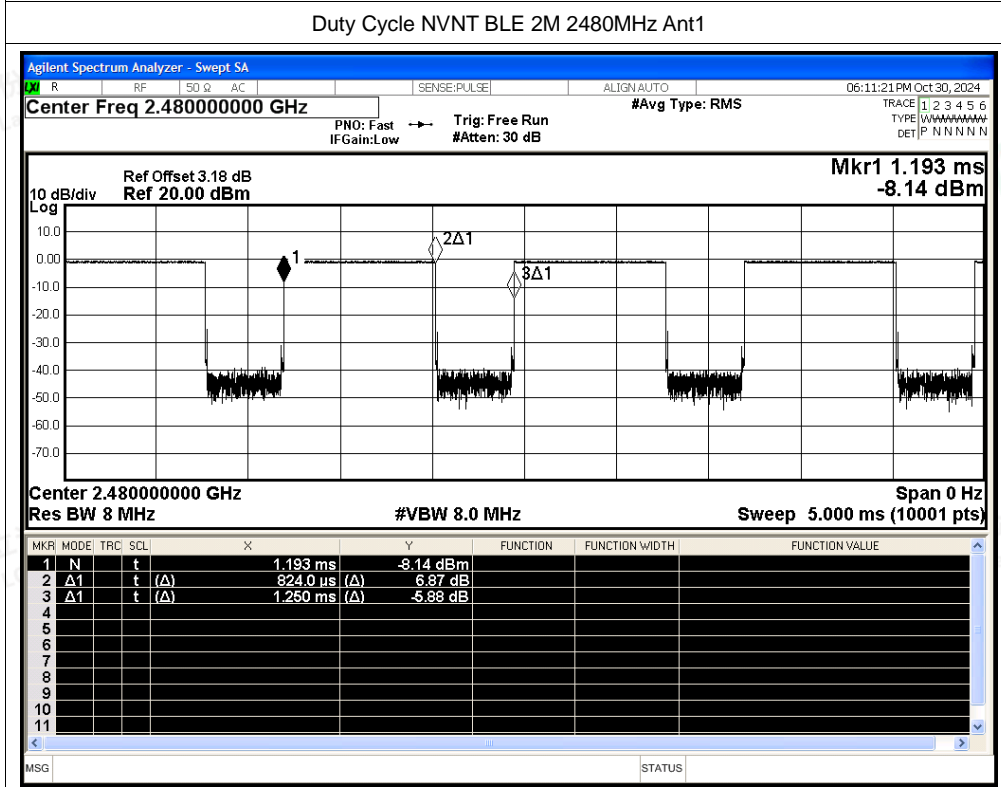 Duty Cycle NVNT BLE 2M 2480MHz Ant1
Agilent Spectrum Analyzer - Swept SA
LXI R RF 50 Ω AC SENSE:PULSE ALIGN AUTO 06:11:21 PM Oct 30, 2024
Center Freq 2.480000000 GHz #Avg Type: RMS TRACE 1 2 3 4 5 6
PNO: Fast Trig: Free Run TYPE W
IFGain:Low #Atten: 30 dB DET P N N N N N
Mkr1 1.193 ms
-8.14 dBm
Ref Offset 3.18 dB
10 dB/div Ref 20.00 dBm
Log
10.0
0.00
-10.0
-20.0
-30.0
-40.0
-50.0
-60.0
-70.0
1
2Δ1
3Δ1
Center 2.480000000 GHz Span 0 Hz
Res BW 8 MHz #VBW 8.0 MHz Sweep 5.000 ms (10001 pts)
MKR MODE TRC SCL X Y FUNCTION FUNCTION WIDTH FUNCTION VALUE
1 N t 1.193 ms -8.14 dBm
2 Δ1 t (Δ) 824.0 µs (Δ) 6.87 dB
3 Δ1 t (Δ) 1.250 ms (Δ) -5.88 dB
4
5
6
7
8
9
10
11
MSG STATUS